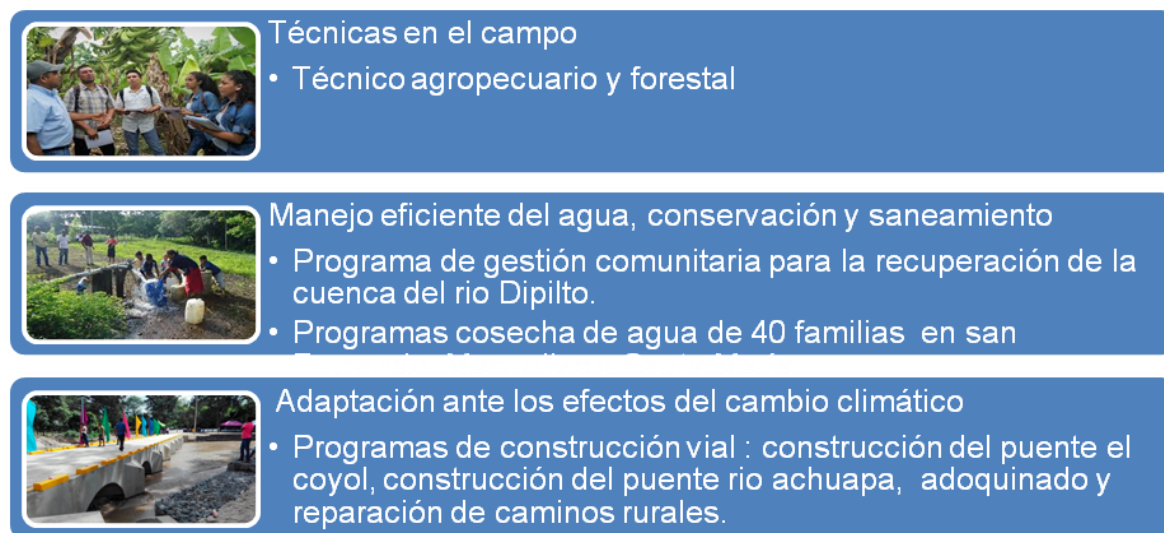 Técnicas en el campo
• Técnico agropecuario y forestal
Manejo eficiente del agua, conservación y saneamiento
• Programa de gestión comunitaria para la recuperación de la
cuenca del rio Dipilto.
• Programas cosecha de agua de 40 familias en san
Adaptación ante los efectos del cambio climático
• Programas de construcción vial : construcción del puente el
coyol, construcción del puente rio achuapa, adoquinado y
reparación de caminos rurales.